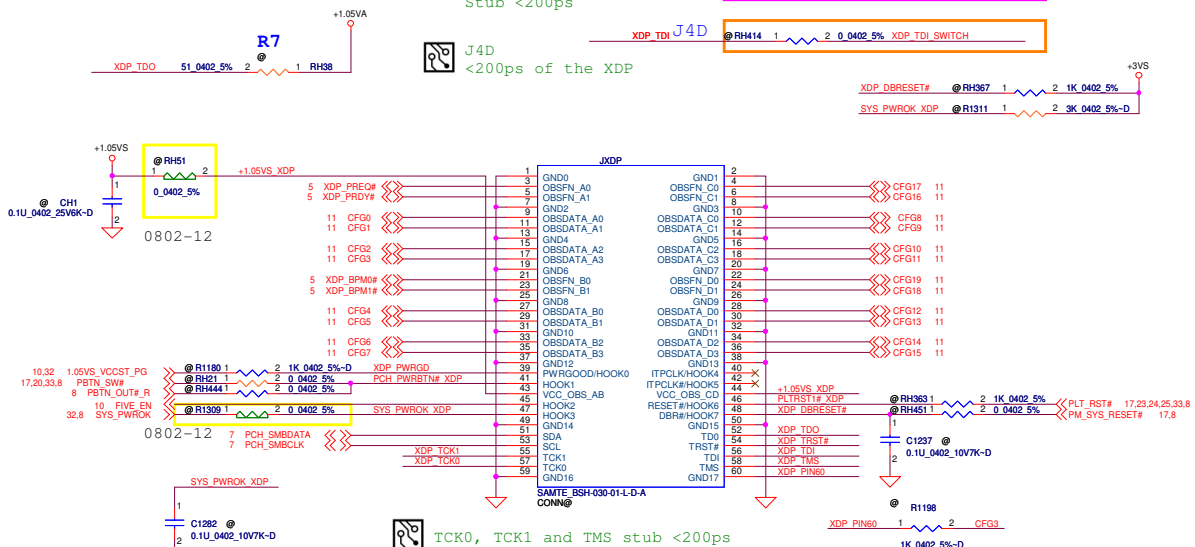 Stub <200ps
+1.05VA
R7
@
XDP_TDO 51_0402_5% 2 1 RH38
J4D
<200ps of the XDP
XDP_TDI J4D @RH414 1 2 0_0402_5% XDP_TDI_SWITCH
+3VS
XDP_DBRESET# @RH367 1 2 1K_0402_5%
SYS_PWROK_XDP @R1311 1 2 3K_0402_5%~D
+1.05VS
@RH51
1 2 +1.05VS_XDP
0_0402_5%
1
@ CH1
0.1U_0402_25V6K~D
2
0802-12
JXDP
1 GND0 GND1 2
5 XDP_PREQ# 3 OBSFN_A0 OBSFN_C0 4 CFG17 11
5 XDP_PRDY# 5 OBSFN_A1 OBSFN_C1 6 CFG16 11
7 GND2 GND3 8
11 CFG0 9 OBSDATA_A0 OBSDATA_C0 10 CFG8 11
11 CFG1 11 OBSDATA_A1 OBSDATA_C1 12 CFG9 11
13 GND4 GND5 14
11 CFG2 15 OBSDATA_A2 OBSDATA_C2 16 CFG10 11
11 CFG3 17 OBSDATA_A3 OBSDATA_C3 18 CFG11 11
19 GND6 GND7 20
5 XDP_BPM0# 21 OBSFN_B0 OBSFN_D0 22 CFG19 11
5 XDP_BPM1# 23 OBSFN_B1 OBSFN_D1 24 CFG18 11
25 GND8 GND9 26
11 CFG4 27 OBSDATA_B0 OBSDATA_D0 28 CFG12 11
11 CFG5 29 OBSDATA_B1 OBSDATA_D1 30 CFG13 11
31 GND10 GND11 32
11 CFG6 33 OBSDATA_B2 OBSDATA_D2 34 CFG14 11
11 CFG7 35 OBSDATA_B3 OBSDATA_D3 36 CFG15 11
37 GND12 GND13 38
10,32 1.05VS_VCCST_PG @R1180 1 2 1K_0402_5%~D XDP_PWRGD 39 PWRGOOD/HOOK0 ITPCLK/HOOK4 40
17,20,33,8 PBTN_SW# @RH21 1 2 0_0402_5% PCH_PWRBTN#_XDP 41 HOOK1 ITPCLK#/HOOK5 42
8 PBTN_OUT#_R @RH444 1 2 0_0402_5% 43 VCC_OBS_AB VCC_OBS_CD 44 +1.05VS_XDP
10 FIVE_EN 45 HOOK2 RESET#/HOOK6 46 PLTRST1#_XDP @RH363 1 2 1K_0402_5% PLT_RST# 17,23,24,25,33,8
32,8 SYS_PWROK @R1309 1 2 0_0402_5% SYS_PWROK_XDP 47 HOOK3 DBR#/HOOK7 48 XDP_DBRESET# @RH451 1 2 0_0402_5% PM_SYS_RESET# 17,8
0802-12
49 GND14 GND15 50
7 PCH_SMBDATA 51 SDA TD0 52 XDP_TDO
7 PCH_SMBCLK 53 SCL TRST# 54 XDP_TRST#
XDP_TCK1 55 TCK1 TDI 56 XDP_TDI
XDP_TCK0 57 TCK0 TMS 58 XDP_TMS
59 GND16 GND17 60 XDP_PIN60
1
C1237 @
0.1U_0402_10V7K~D
2
SAMTE_BSH-030-01-L-D-A
CONN@
SYS_PWROK_XDP
1
C1282 @
0.1U_0402_10V7K~D
2
TCK0, TCK1 and TMS stub <200ps
@ R1198
XDP_PIN60 1 2 CFG3
1K_0402_5%~D